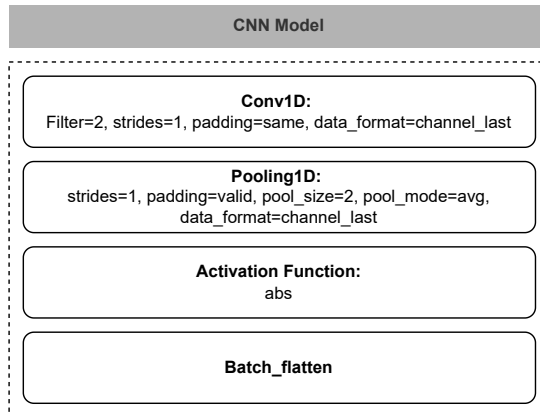 CNN Model
Conv1D:
Filter=2, strides=1, padding=same, data_format=channel_last
Pooling1D:
strides=1, padding=valid, pool_size=2, pool_mode=avg,
data_format=channel_last
Activation Function:
abs
Batch_flatten